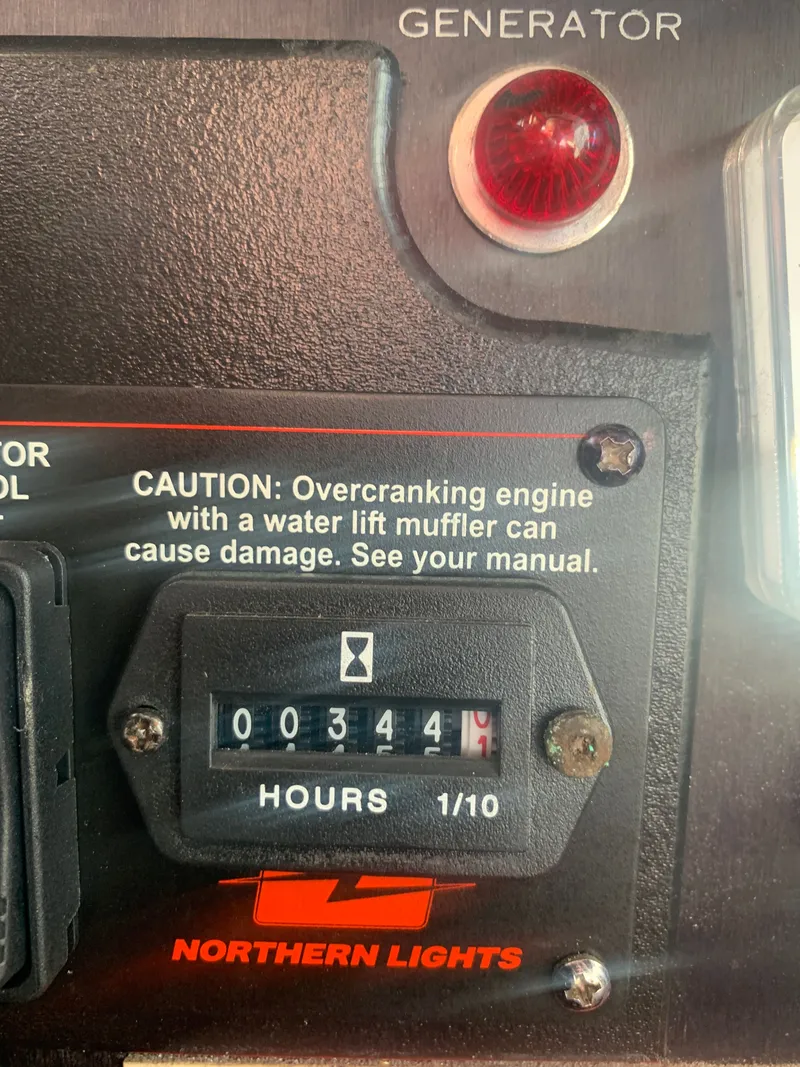 GENERATOR
CAUTION: Overcranking engine
with a water lift muffler can
cause damage. See your manual.
0 0 3 4 4
HOURS 1/10
NORTHERN LIGHTS